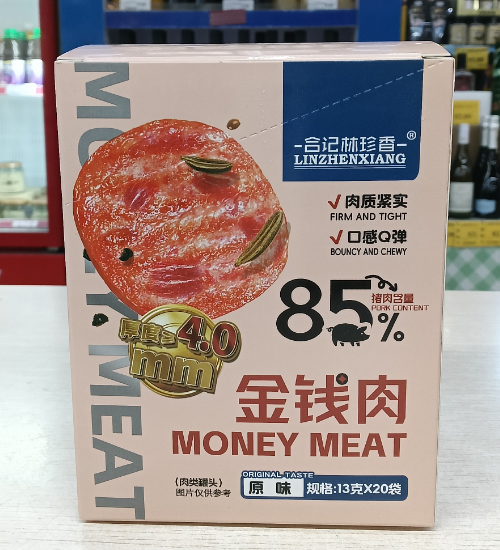 合记林珍香®
LINZHENXIANG
肉质紧实
FIRM AND TIGHT
口感Q弹
BOUNCY AND CHEWY
85%
猪肉含量
PORK CONTENT
厚度≥4.0
mm
金钱肉
MONEY MEAT
MONEY MEAT
(肉类罐头)
图片仅供参考
ORIGINAL TASTE
原味
规格:13克X20袋